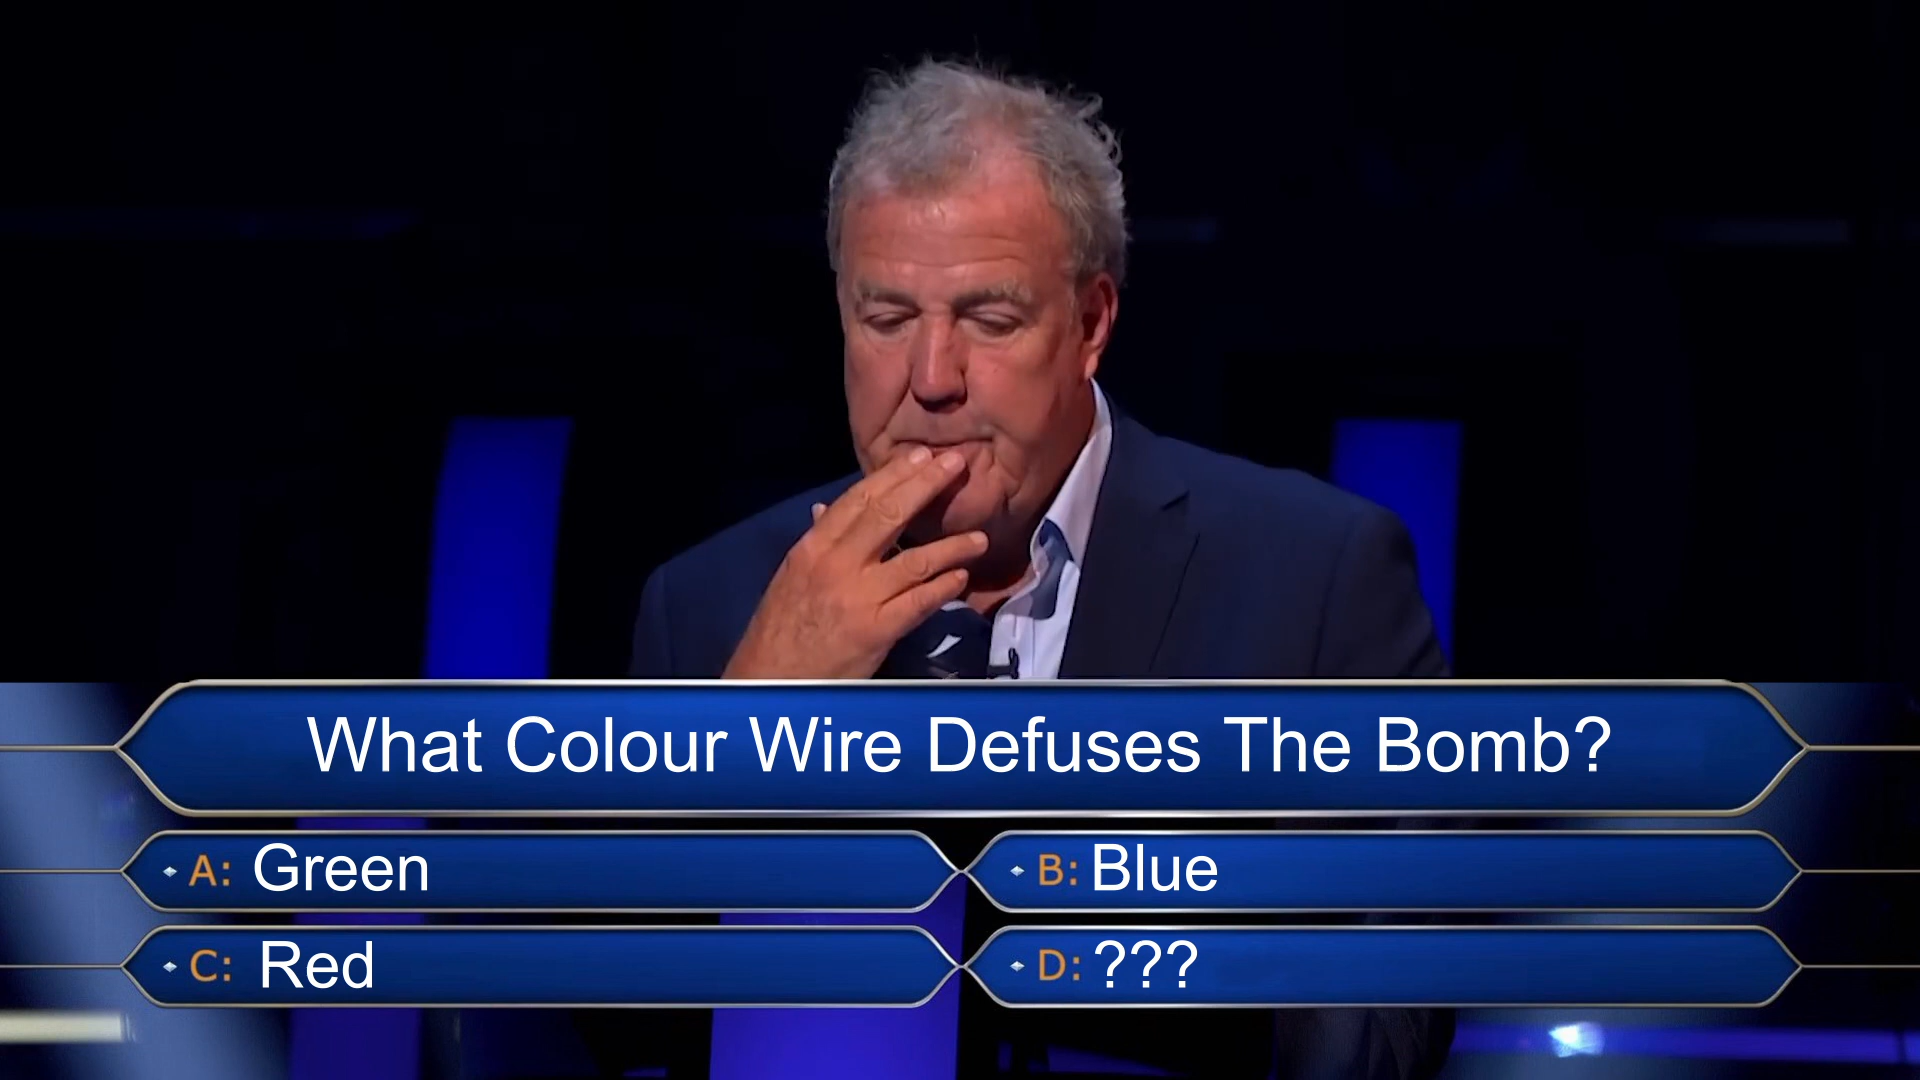 What Colour Wire Defuses The Bomb?
A: Green
B: Blue
C: Red
D: ???